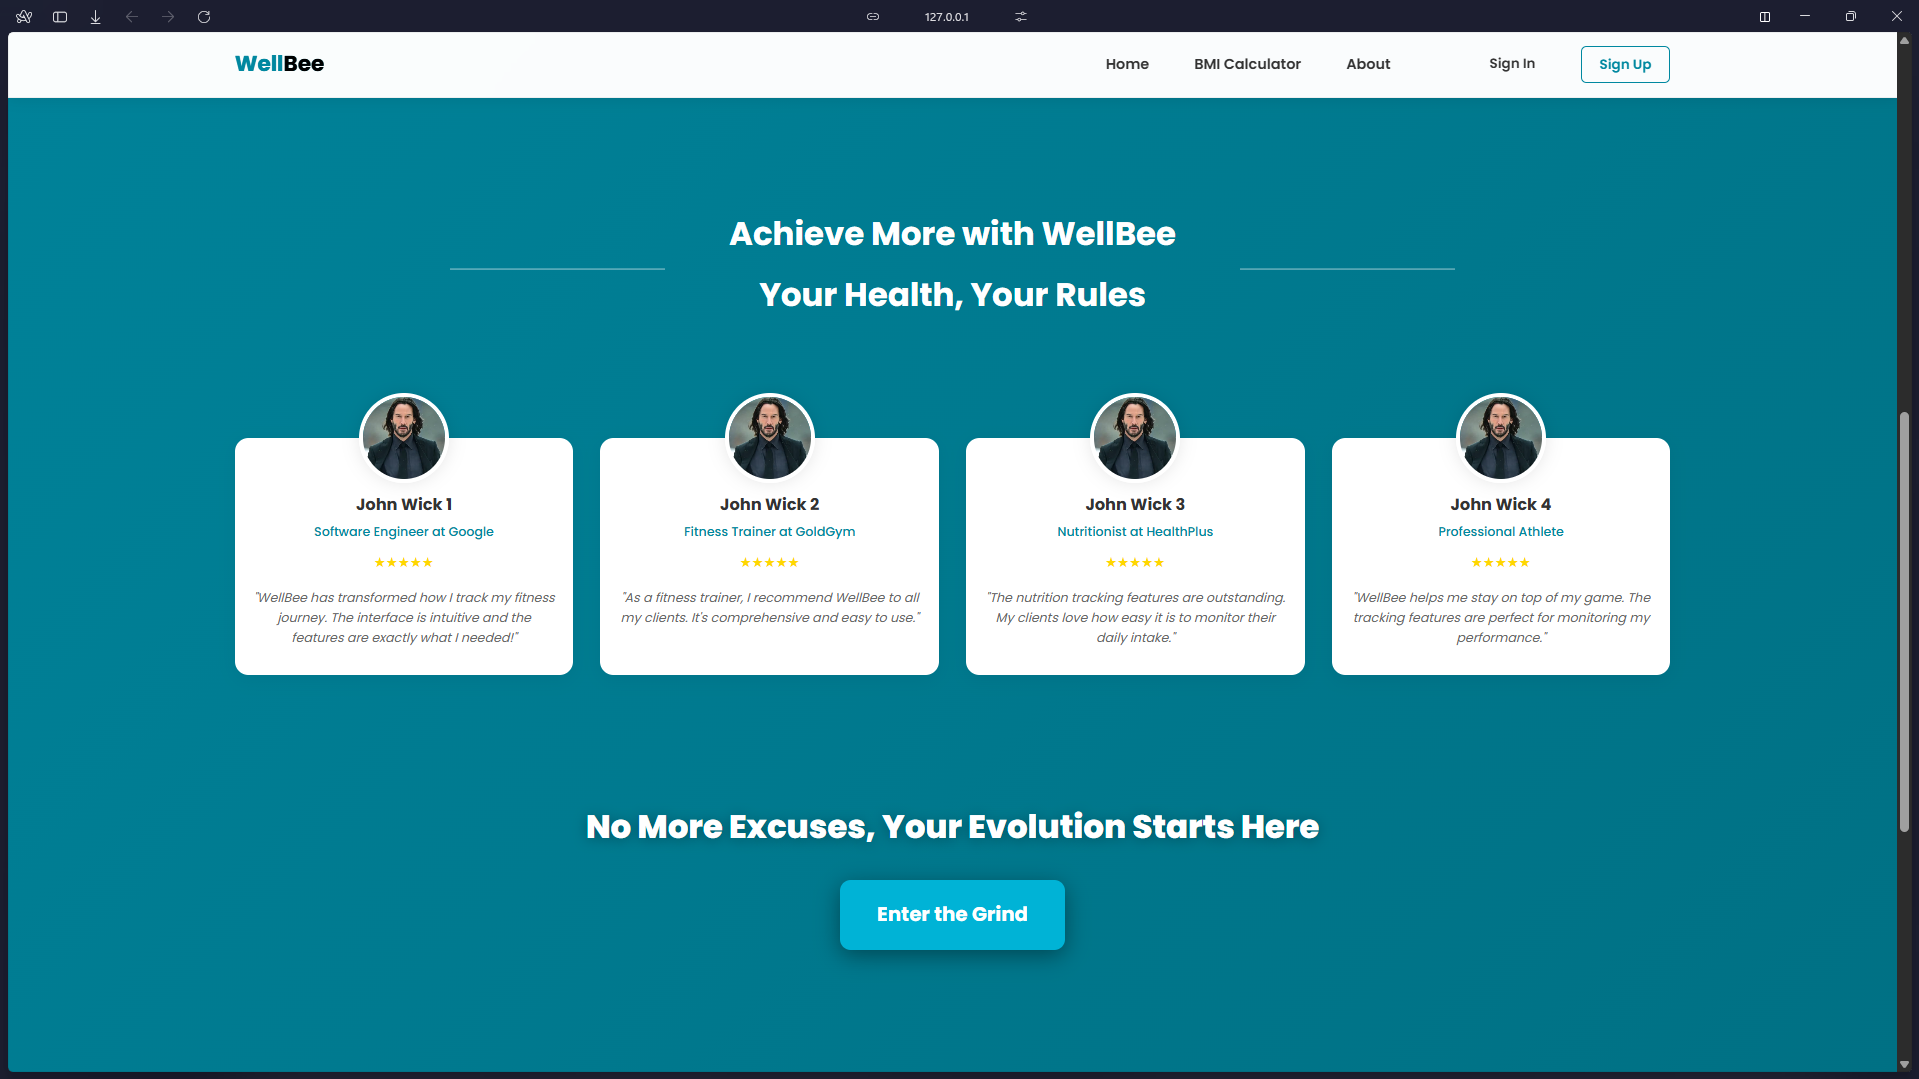 127.0.0.1
WellBee
Home
BMI Calculator
About
Sign In
Sign Up
Achieve More with WellBee
Your Health, Your Rules
John Wick 1
Software Engineer at Google
★★★★★
"WellBee has transformed how I track my fitness
journey. The interface is intuitive and the
features are exactly what I needed!"
John Wick 2
Fitness Trainer at GoldGym
★★★★★
"As a fitness trainer, I recommend WellBee to all
my clients. It's comprehensive and easy to use."
John Wick 3
Nutritionist at HealthPlus
★★★★★
"The nutrition tracking features are outstanding.
My clients love how easy it is to monitor their
daily intake."
John Wick 4
Professional Athlete
★★★★★
"WellBee helps me stay on top of my game. The
tracking features are perfect for monitoring my
performance."
No More Excuses, Your Evolution Starts Here
Enter the Grind